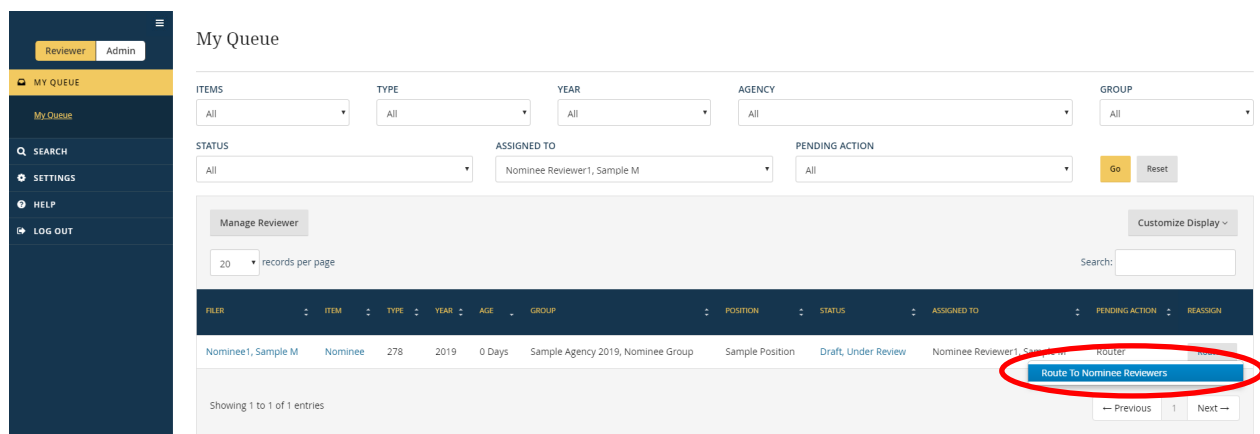 Reviewer Admin
MY QUEUE
My Queue
SEARCH
SETTINGS
HELP
LOG OUT
My Queue
ITEMS TYPE YEAR AGENCY GROUP
All All All All All
STATUS ASSIGNED TO PENDING ACTION
All Nominee Reviewer1, Sample M All Go Reset
Manage Reviewer Customize Display
20 records per page Search:
FILER ITEM TYPE YEAR AGE GROUP POSITION STATUS ASSIGNED TO PENDING ACTION REASSIGN
Nominee1, Sample M Nominee 278 2019 0 Days Sample Agency 2019, Nominee Group Sample Position Draft, Under Review Nominee Reviewer1, Sample M Router
Route To Nominee Reviewers
Showing 1 to 1 of 1 entries ← Previous 1 Next →